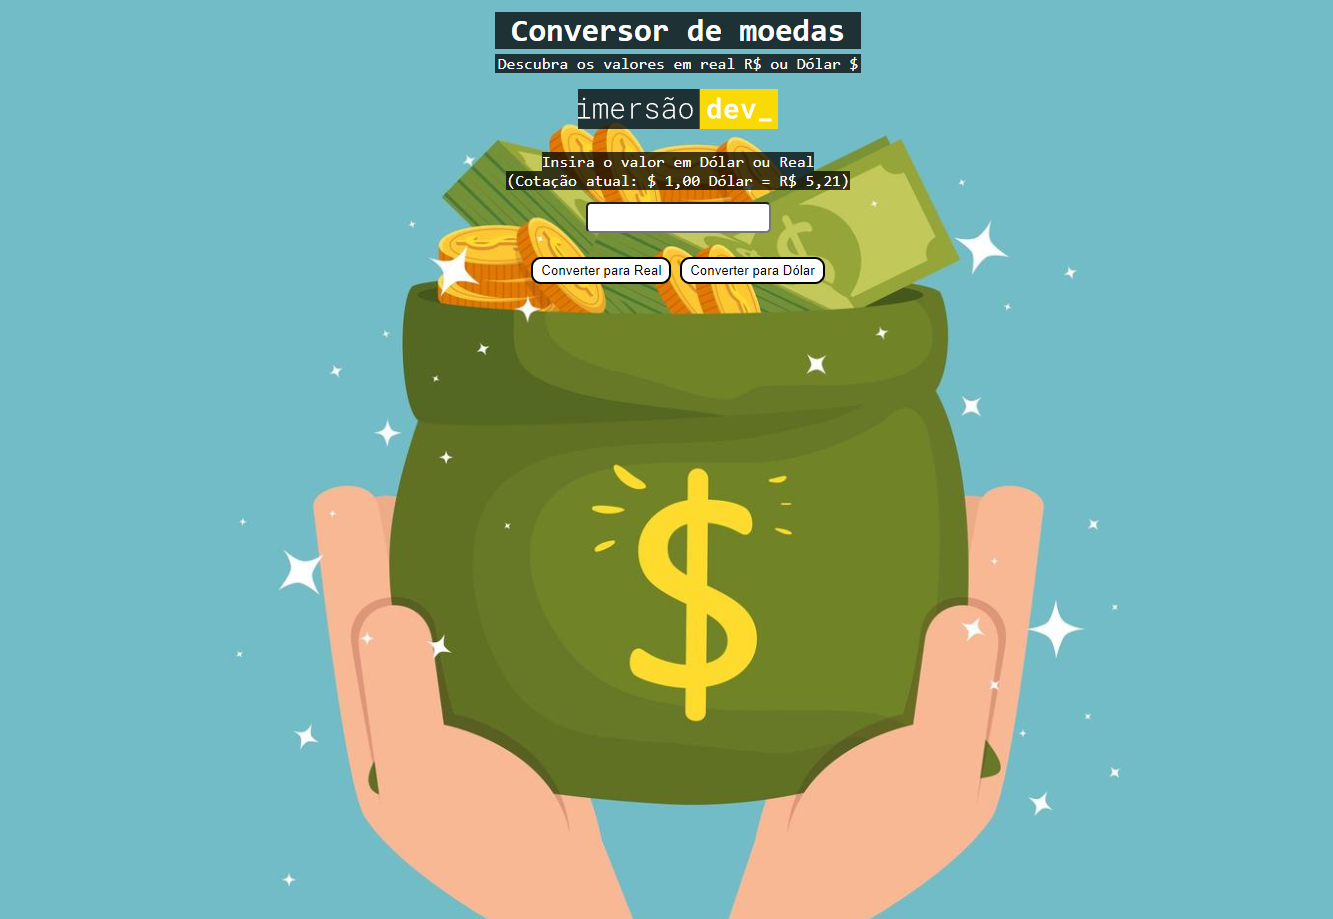 Conversor de moedas
Descubra os valores em real R$ ou Dólar $
imersão dev_
Insira o valor em Dólar ou Real
(Cotação atual: $ 1,00 Dólar = R$ 5,21)
Converter para Real Converter para Dólar
$
$